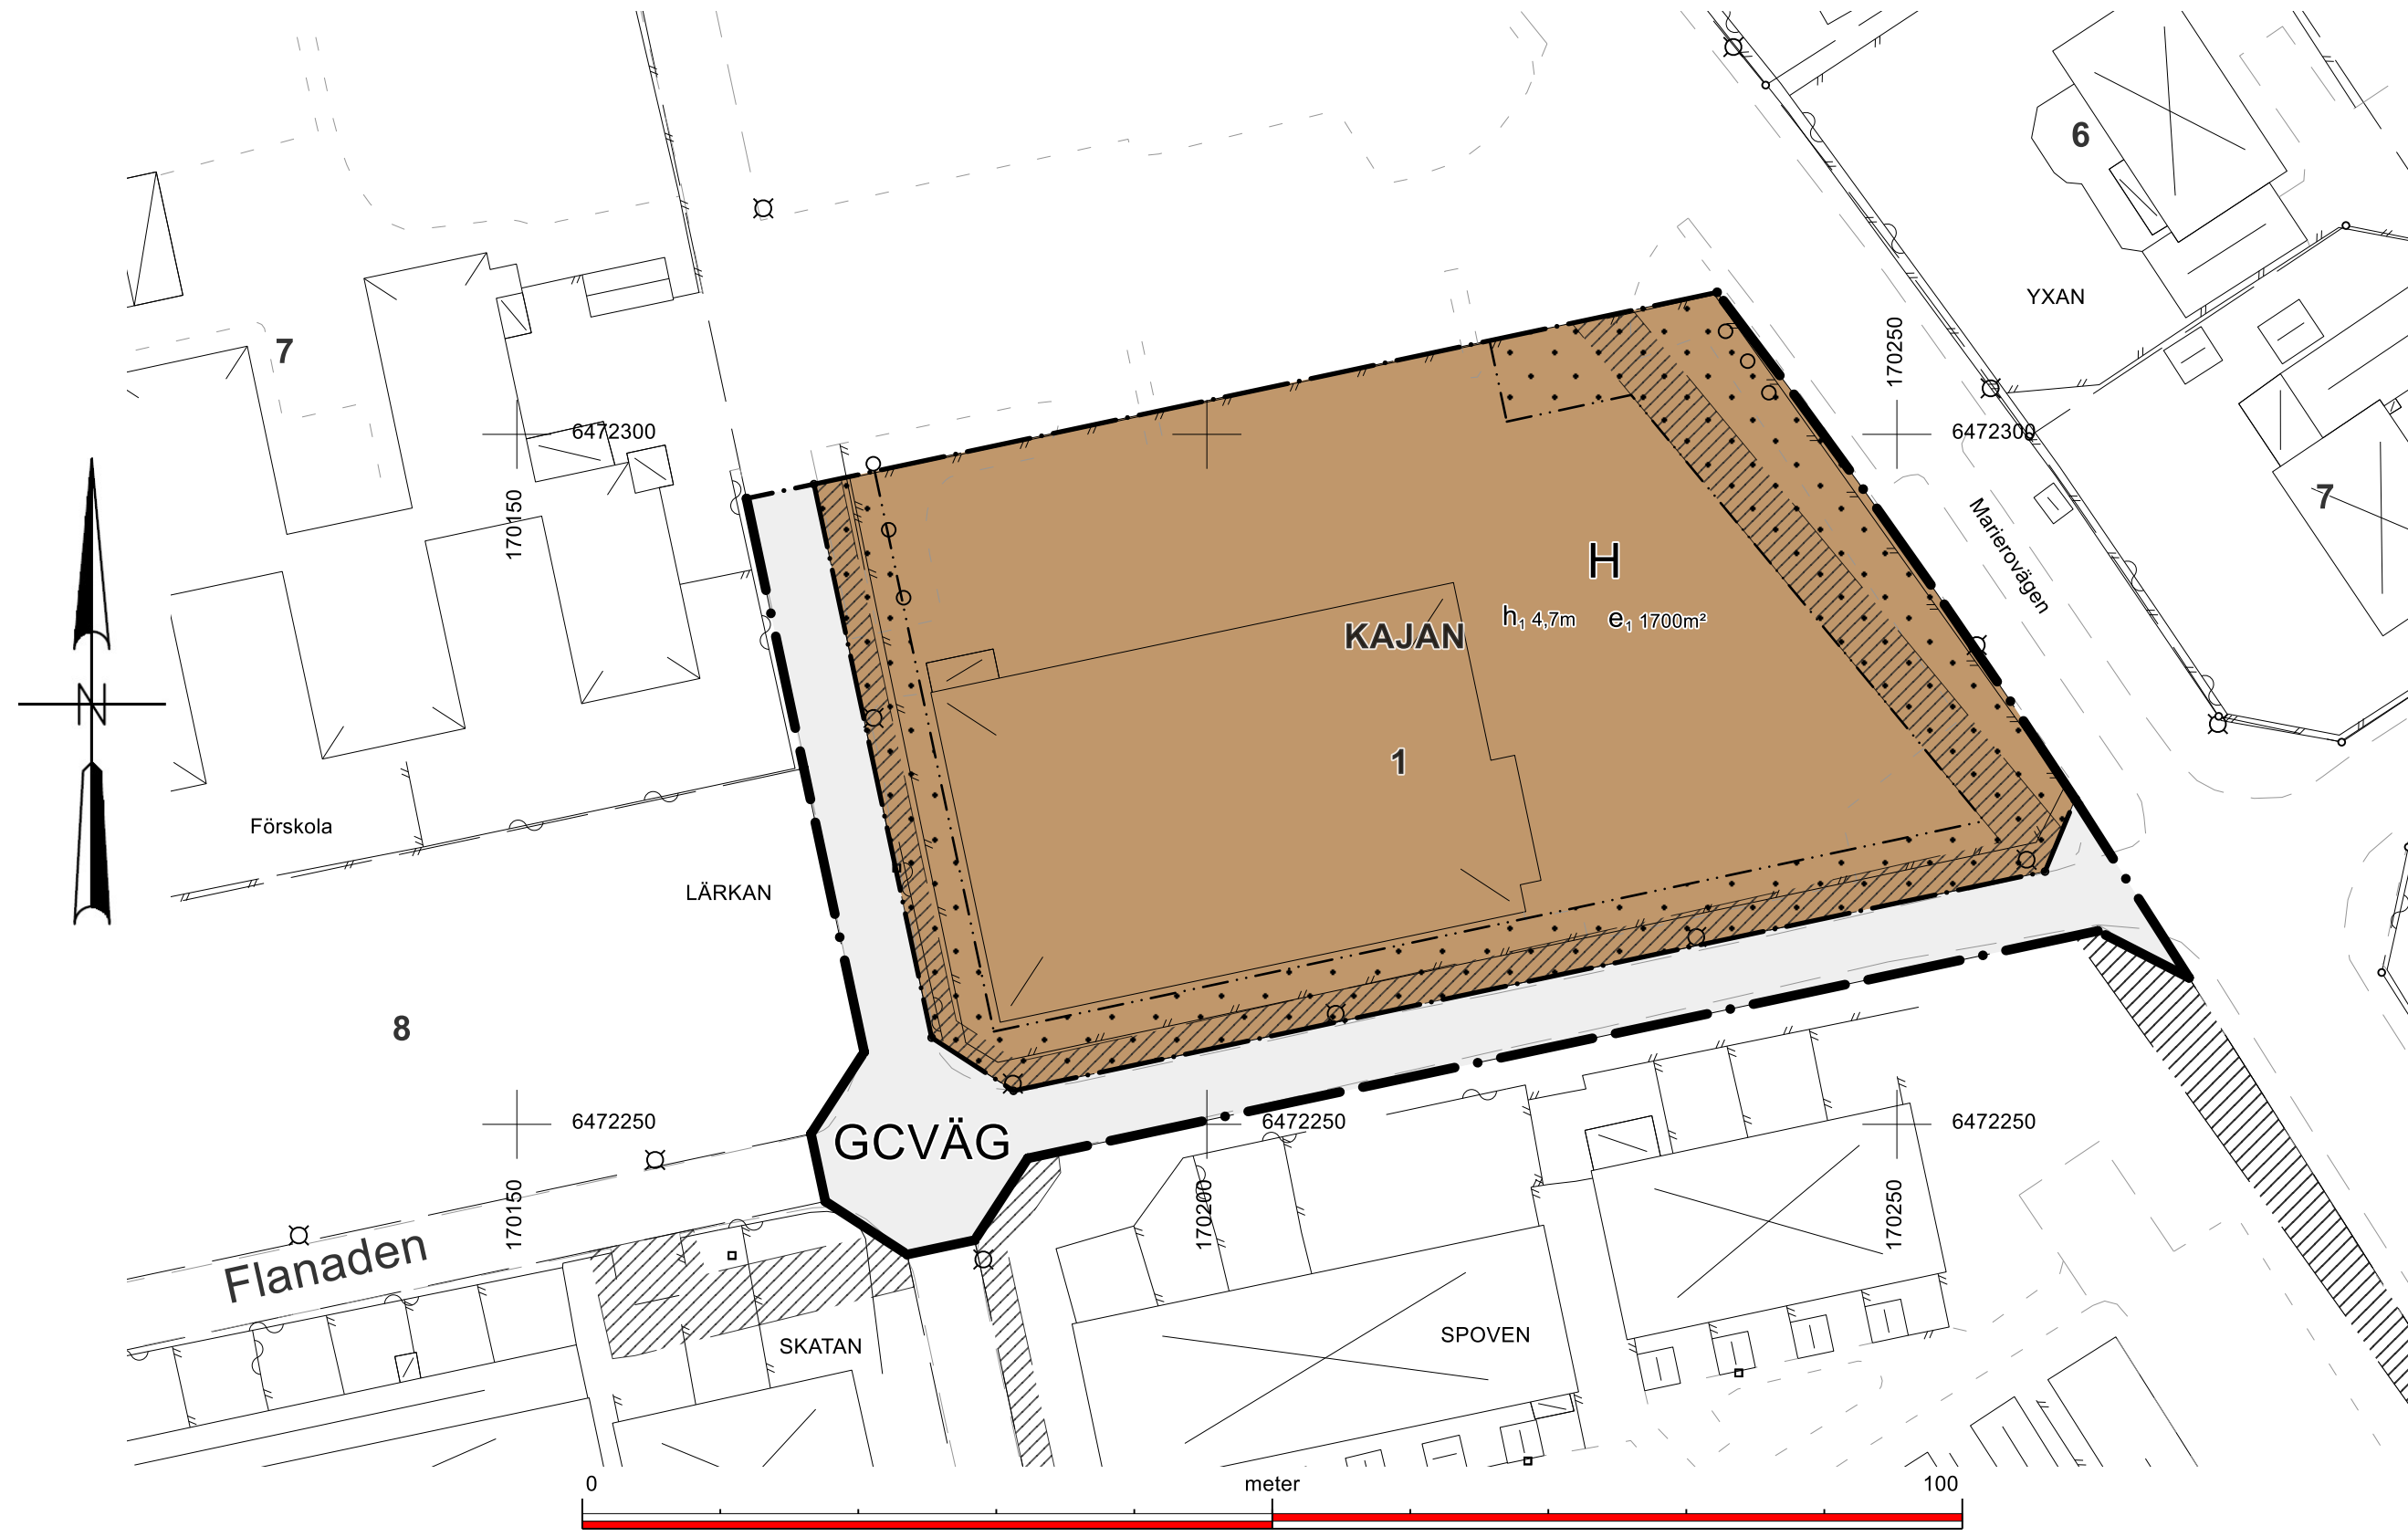 6
YXAN
7
170250
6472300
6472300
170150
7
Marierovägen
H
h₁ 4,7m e₁ 1700m²
KAJAN
1
N
Förskola
LÄRKAN
8
6472250
GCVÄG
6472250
6472250
170150
170200
170250
Flanaden
SKATAN
SPOVEN
0 meter 100